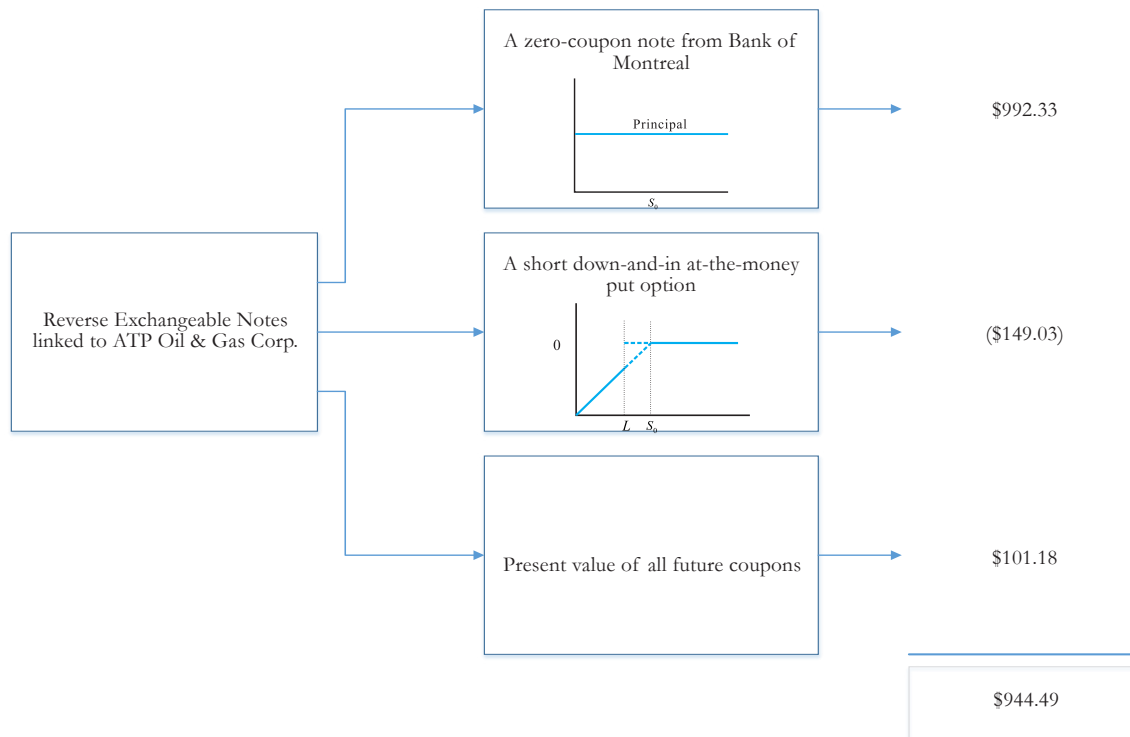 A zero-coupon note from Bank of
Montreal
Principal
S₀
$992.33
Reverse Exchangeable Notes
linked to ATP Oil & Gas Corp.
A short down-and-in at-the-money
put option
0
L S₀
($149.03)
Present value of all future coupons
$101.18
$944.49